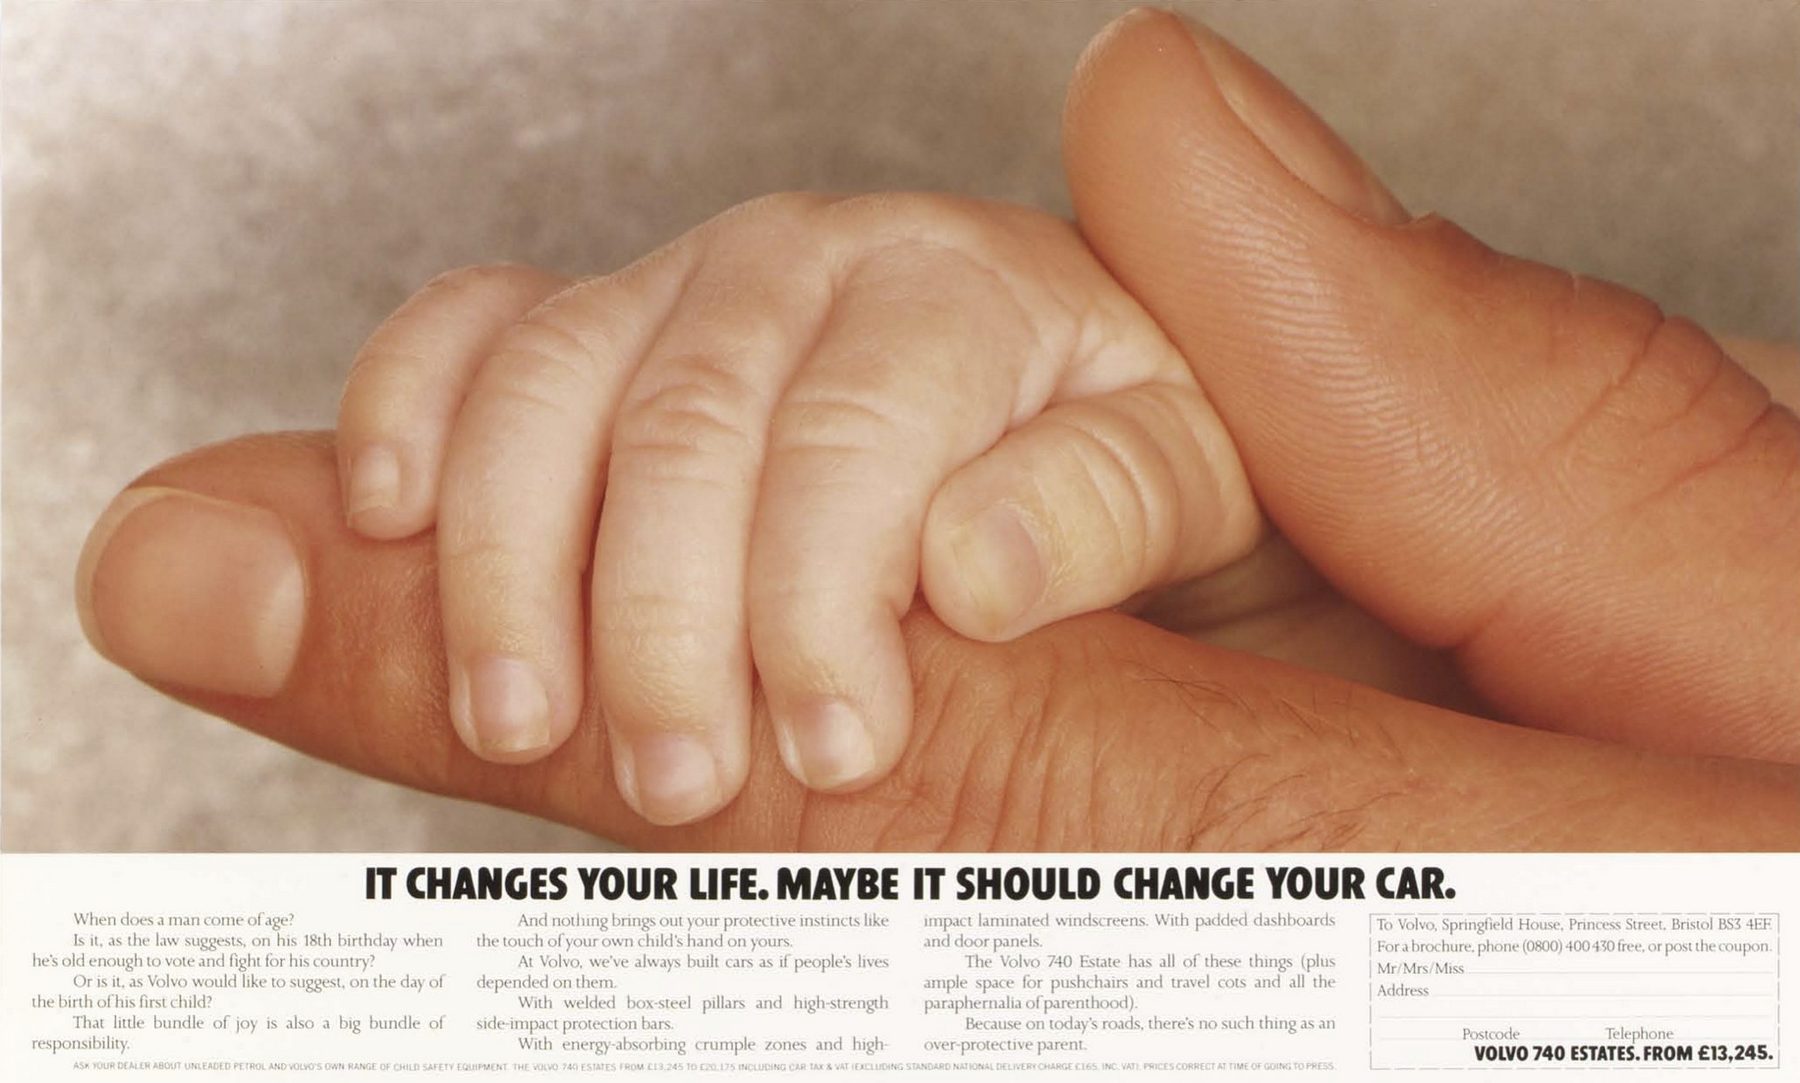 IT CHANGES YOUR LIFE. MAYBE IT SHOULD CHANGE YOUR CAR.
When does a man come of age?
Is it, as the law suggests, on his 18th birthday when
he's old enough to vote and fight for his country?
Or is it, as Volvo would like to suggest, on the day of
the birth of his first child?
That little bundle of joy is also a big bundle of
responsibility.
And nothing brings out your protective instincts like
the touch of your own child's hand on yours.
At Volvo, we've always built cars as if people's lives
depended on them.
With welded box-steel pillars and high-strength
side-impact protection bars.
With energy-absorbing crumple zones and high-
impact laminated windscreens. With padded dashboards
and door panels.
The Volvo 740 Estate has all of these things (plus
ample space for pushchairs and travel cots and all the
paraphernalia of parenthood).
Because on today's roads, there's no such thing as an
over-protective parent.
To Volvo, Springfield House, Princess Street, Bristol BS3 4EF.
For a brochure, phone (0800) 400 430 free, or post the coupon.
Mr/Mrs/Miss
Address
Postcode Telephone
VOLVO 740 ESTATES. FROM £13,245.
ASK YOUR DEALER ABOUT UNLEADED PETROL AND VOLVO'S OWN RANGE OF CHILD SAFETY EQUIPMENT. THE VOLVO 740 ESTATES FROM £13,245 TO £20,175 INCLUDING CAR TAX & VAT (EXCLUDING STANDARD NATIONAL DELIVERY CHARGE £165, INC. VAT). PRICES CORRECT AT TIME OF GOING TO PRESS.